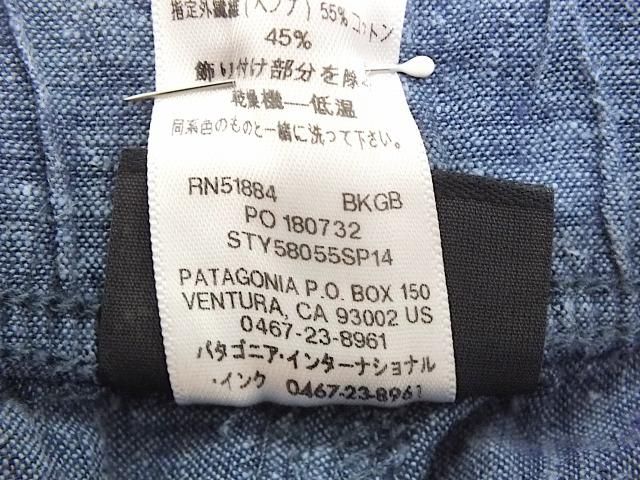 指定外繊維(ヘンプ) 55% コットン
45%
飾り付け部分を除く
乾燥機一低温
同系色のものと一緒に洗って下さい。
RN51884 BKGB
PO 180732
STY58055SP14
PATAGONIA P.O. BOX 150
VENTURA, CA 93002 US
0467-23-8961
パタゴニア・インターナショナル
・インク 0467-23-8961